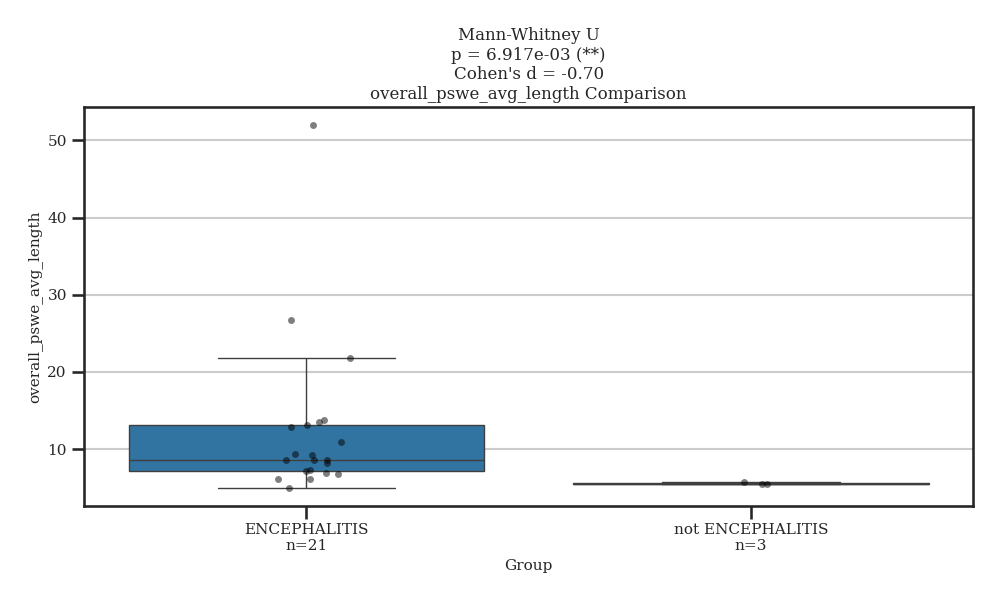 Mann-Whitney U
p = 6.917e-03 (**)
Cohen's d = -0.70
overall_pswe_avg_length Comparison
overall_pswe_avg_length
50
40
30
20
10
ENCEPHALITIS
n=21
not ENCEPHALITIS
n=3
Group